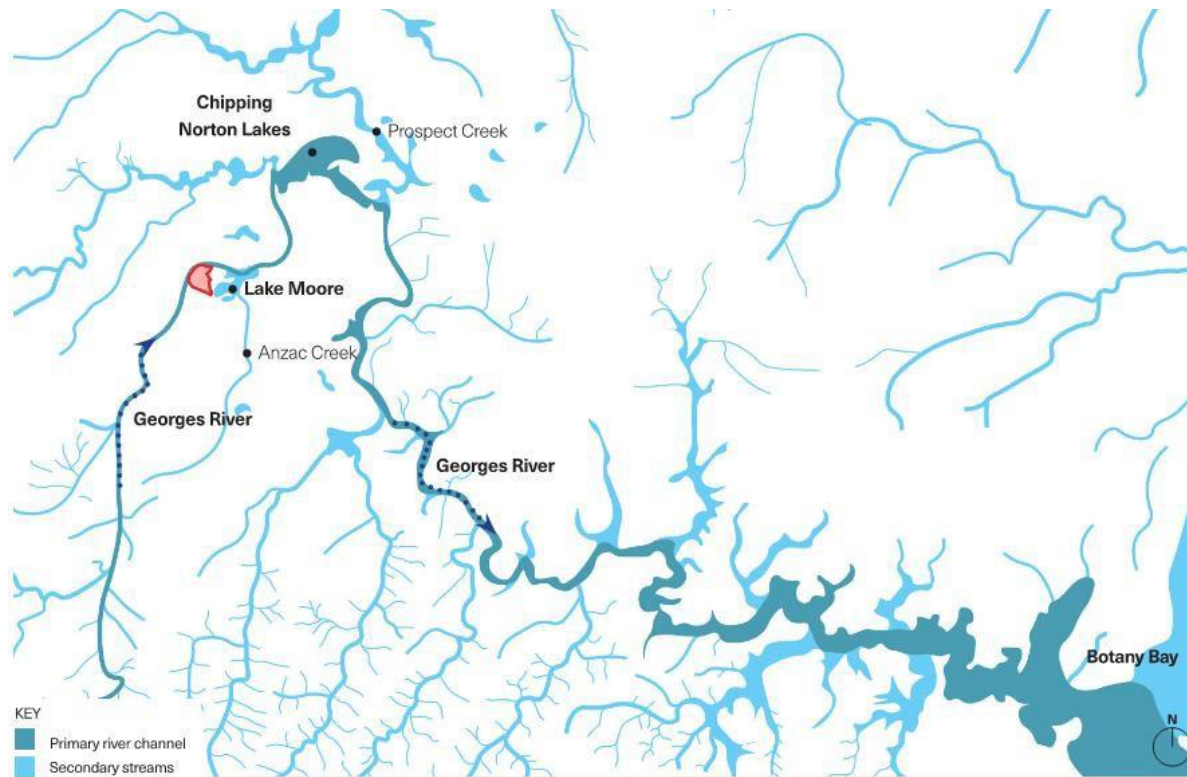 Chipping
Norton Lakes
Prospect Creek
Lake Moore
Anzac Creek
Georges River
Georges River
Botany Bay
N
KEY
Primary river channel
Secondary streams